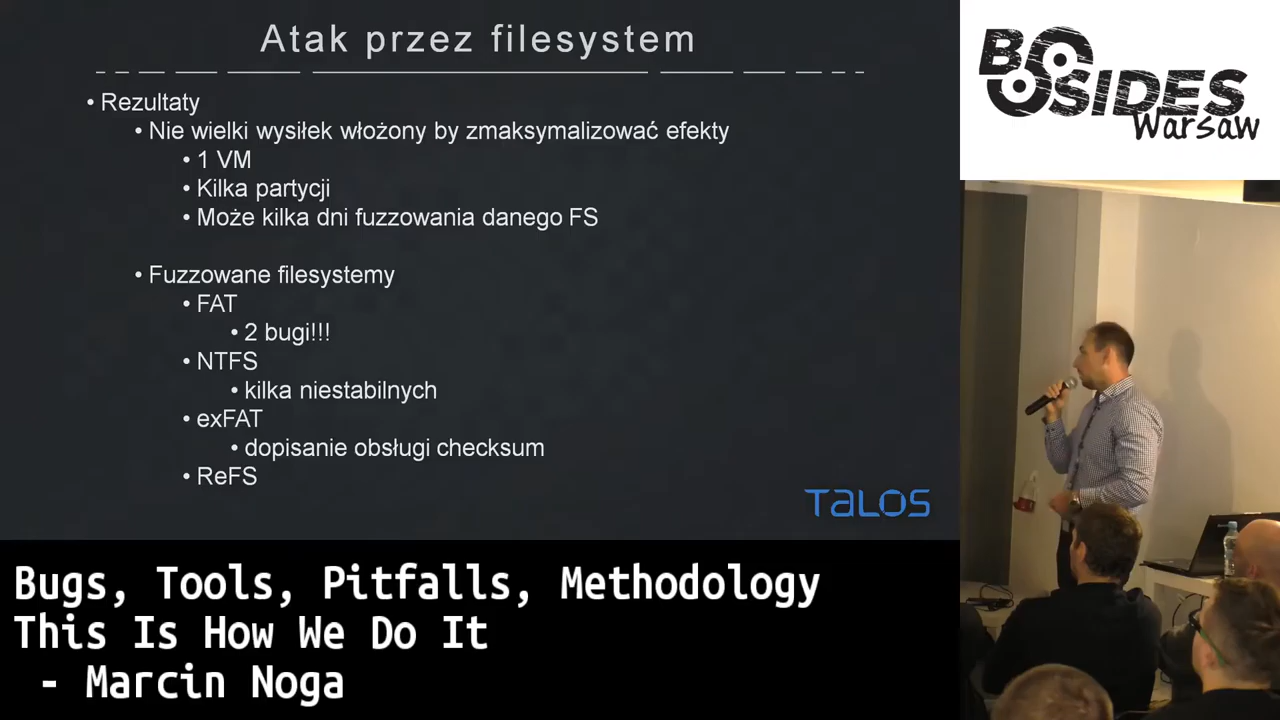 Atak przez filesystem
• Rezultaty
• Nie wielki wysiłek włożony by zmaksymalizować efekty
• 1 VM
• Kilka partycji
• Może kilka dni fuzzowania danego FS
• Fuzzowane filesystemy
• FAT
• 2 bugi!!!
• NTFS
• kilka niestabilnych
• exFAT
• dopisanie obsługi checksum
• ReFS
TALOS
BSIDES
Warsaw
Bugs, Tools, Pitfalls, Methodology
This Is How We Do It
- Marcin Noga